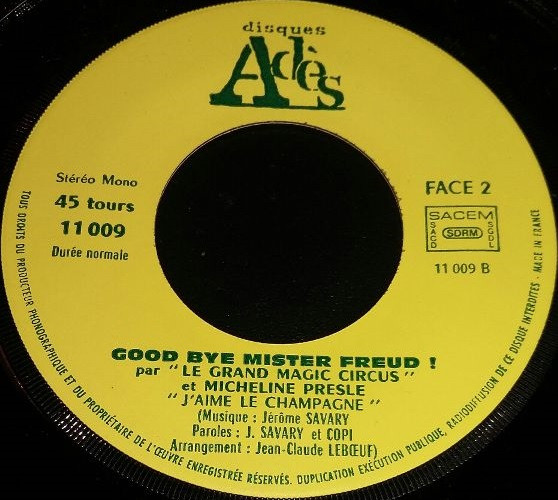 disques
Adès
Stéréo Mono
45 tours
11 009
Durée normale
FACE 2
SACEM
SACD SDRM SGDL
11 009 B
GOOD BYE MISTER FREUD !
par " LE GRAND MAGIC CIRCUS "
et MICHELINE PRESLE
" J'AIME LE CHAMPAGNE "
(Musique : Jérôme SAVARY
Paroles : J. SAVARY et COPI
Arrangement : Jean-Claude LEBŒUF)
TOUS DROITS DU PRODUCTEUR PHONOGRAPHIQUE ET DU PROPRIÉTAIRE DE L'ŒUVRE ENREGISTRÉE RÉSERVÉS. DUPLICATION EXÉCUTION PUBLIQUE, RADIODIFFUSION DE CE DISQUE INTERDITES - MADE IN FRANCE